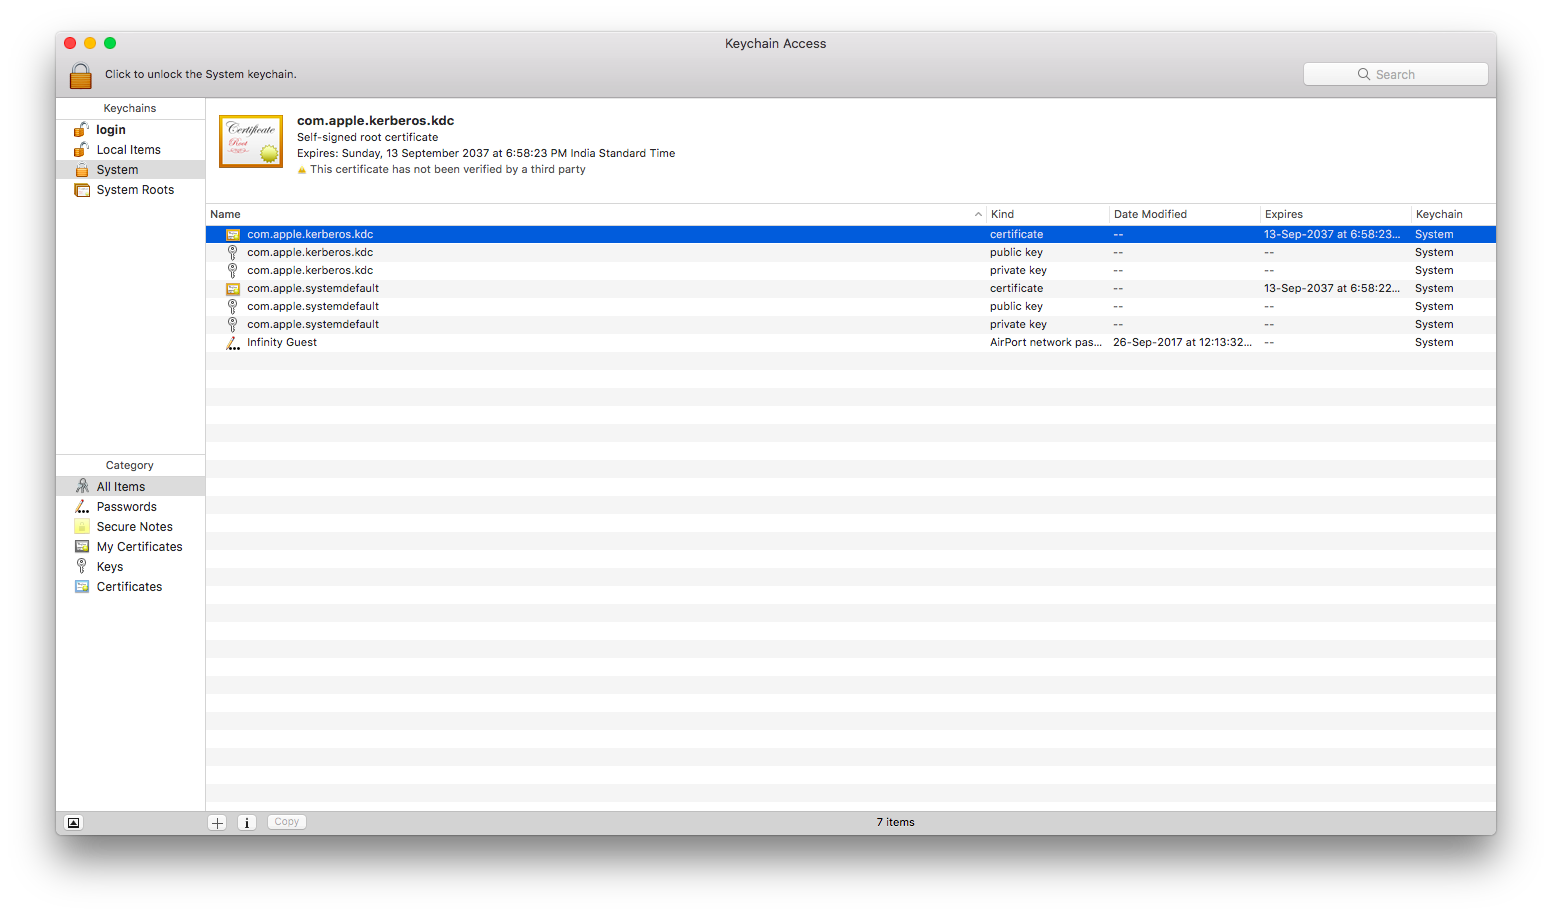 Keychain Access
Click to unlock the System keychain.
Search
Keychains
login
Local Items
System
System Roots
Certificate
Root
com.apple.kerberos.kdc
Self-signed root certificate
Expires: Sunday, 13 September 2037 at 6:58:23 PM India Standard Time
This certificate has not been verified by a third party
Name Kind Date Modified Expires Keychain
com.apple.kerberos.kdc certificate -- 13-Sep-2037 at 6:58:23... System
com.apple.kerberos.kdc public key -- -- System
com.apple.kerberos.kdc private key -- -- System
com.apple.systemdefault certificate -- 13-Sep-2037 at 6:58:22... System
com.apple.systemdefault public key -- -- System
com.apple.systemdefault private key -- -- System
Infinity Guest AirPort network pas... 26-Sep-2017 at 12:13:32... -- System
Category
All Items
Passwords
Secure Notes
My Certificates
Keys
Certificates
Copy
7 items